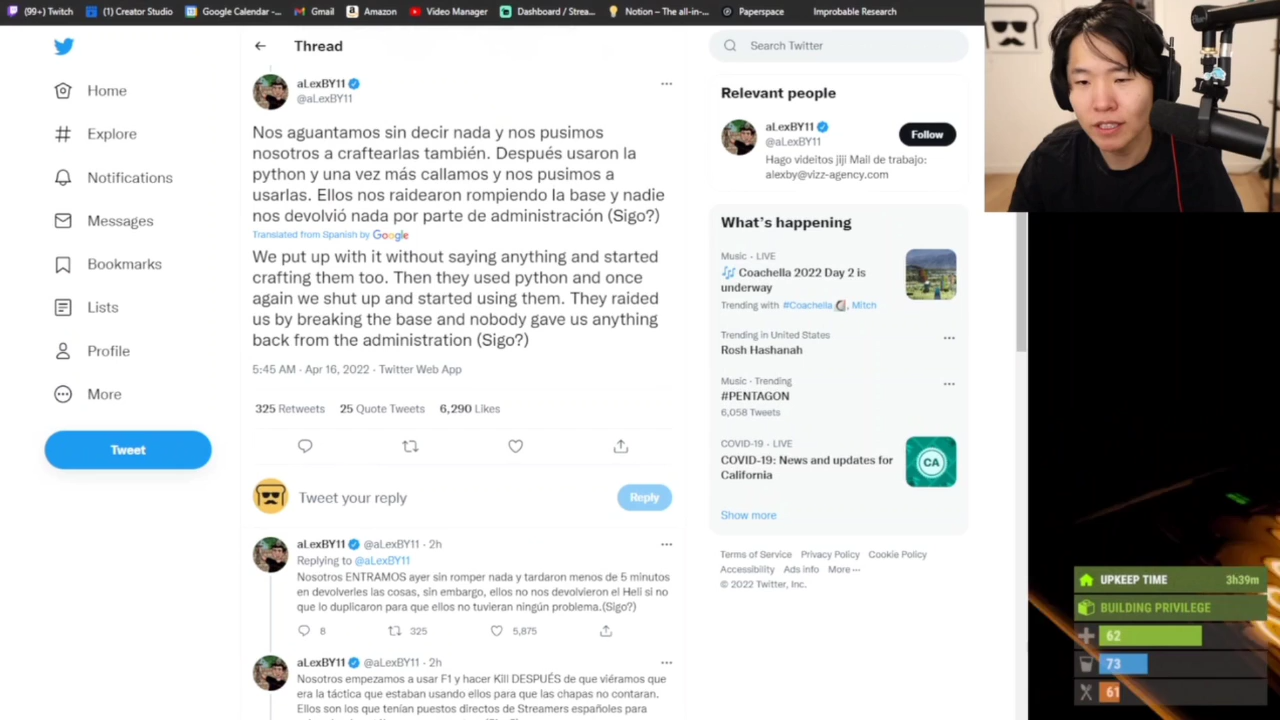 (99+) Twitch
(1) Creator Studio
Google Calendar -...
Gmail
Amazon
Video Manager
Dashboard / Strea...
Notion – The all-in-...
Paperspace
Improbable Research
Home
Explore
Notifications
Messages
Bookmarks
Lists
Profile
More
Tweet
Thread
aLexBY11
@aLexBY11
Nos aguantamos sin decir nada y nos pusimos
nosotros a craftearlas también. Después usaron la
python y una vez más callamos y nos pusimos a
usarlas. Ellos nos raidearon rompiendo la base y nadie
nos devolvió nada por parte de administración (Sigo?)
Translated from Spanish by Google
We put up with it without saying anything and started
crafting them too. Then they used python and once
again we shut up and started using them. They raided
us by breaking the base and nobody gave us anything
back from the administration (Sigo?)
5:45 AM · Apr 16, 2022 · Twitter Web App
325 Retweets 25 Quote Tweets 6,290 Likes
Tweet your reply
Reply
aLexBY11 @aLexBY11 · 2h
Replying to @aLexBY11
Nosotros ENTRAMOS ayer sin romper nada y tardaron menos de 5 minutos
en devolverles las cosas, sin embargo, ellos no nos devolvieron el Heli si no
que lo duplicaron para que ellos no tuvieran ningún problema.(Sigo?)
8 325 5,875
aLexBY11 @aLexBY11 · 2h
Nosotros empezamos a usar F1 y hacer Kill DESPUÉS de que viéramos que
era la táctica que estaban usando ellos para que las chapas no contaran.
Ellos son los que tenían puestos directos de Streamers españoles para
Search Twitter
Relevant people
aLexBY11
@aLexBY11
Follow
Hago videitos jiji Mail de trabajo:
alexby@vizz-agency.com
What's happening
Music · LIVE
Coachella 2022 Day 2 is
underway
Trending with #Coachella, Mitch
Trending in United States
Rosh Hashanah
Music · Trending
#PENTAGON
6,058 Tweets
COVID-19 · LIVE
COVID-19: News and updates for
California
CA
Show more
Terms of Service Privacy Policy Cookie Policy
Accessibility Ads info More ···
© 2022 Twitter, Inc.
UPKEEP TIME 3h39m
BUILDING PRIVILEGE
62
73
61